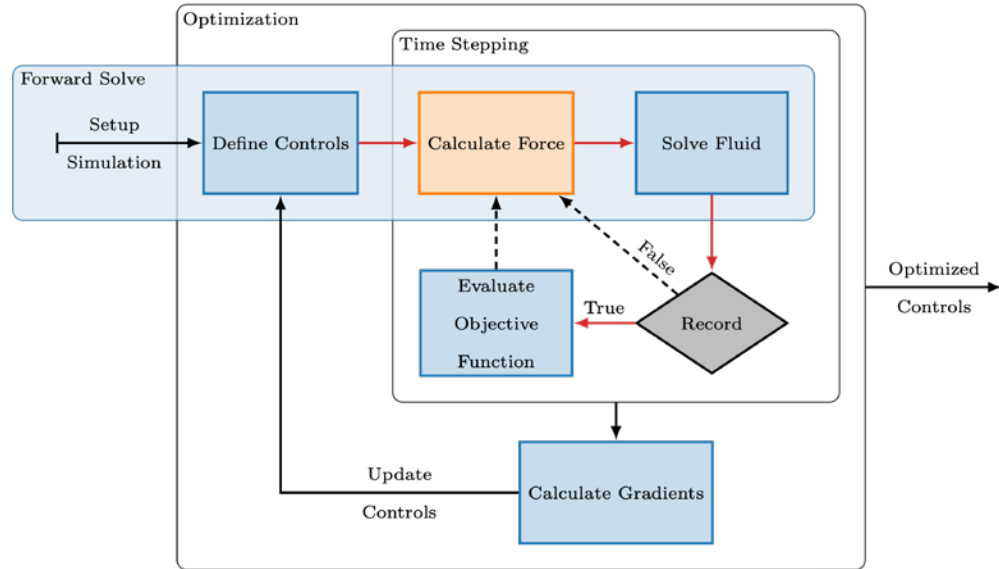 Optimization
Time Stepping
Forward Solve
Setup
Simulation
Define Controls
Calculate Force
Solve Fluid
False
Evaluate
Objective
Function
True
Record
Optimized
Controls
Update
Controls
Calculate Gradients